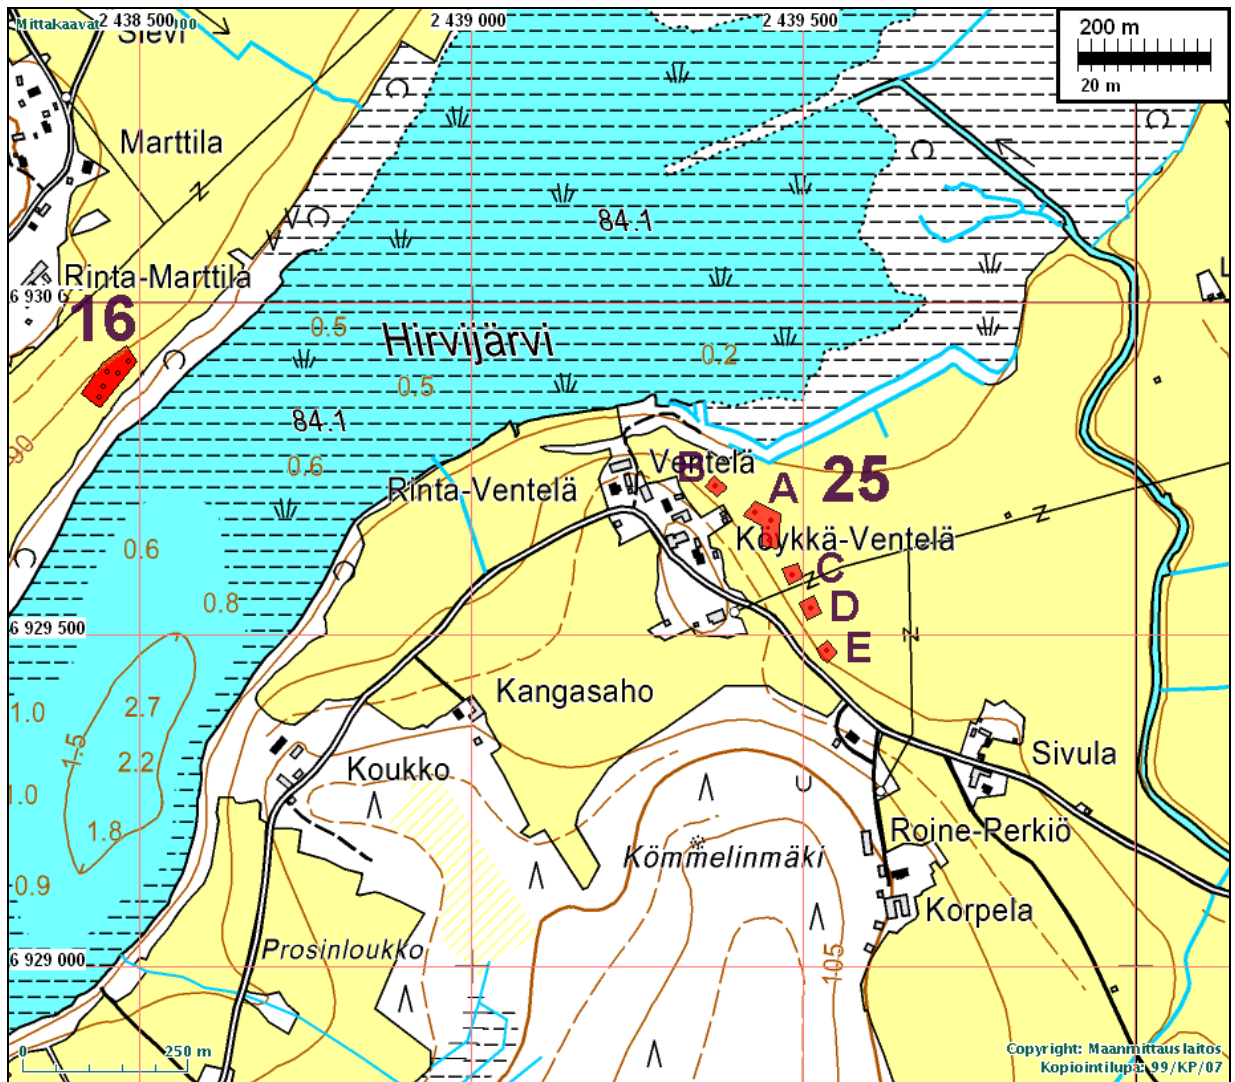 2 438 500
2 439 000
2 439 500
Mittakaavat
Sievi
200 m
20 m
Marttila
84.1
Rinta-Marttila
6 930 0
16
0.5
Hirvijärvi
0.2
0.5
84.1
90
0.6
Ventelä
B
A
25
Rinta-Ventelä
Köykkä-Ventelä
0.6
C
0.8
D
6 929 500
E
Kangasaho
2.7
1.0
1.5
Sivula
2.2
Koukko
1.0
1.8
Roine-Perkiö
Kömmelinmäki
0.9
Korpela
Prosinloukko
105
6 929 000
0
250 m
Copyright: Maanmittauslaitos
Kopiointilupa: 99/KP/07